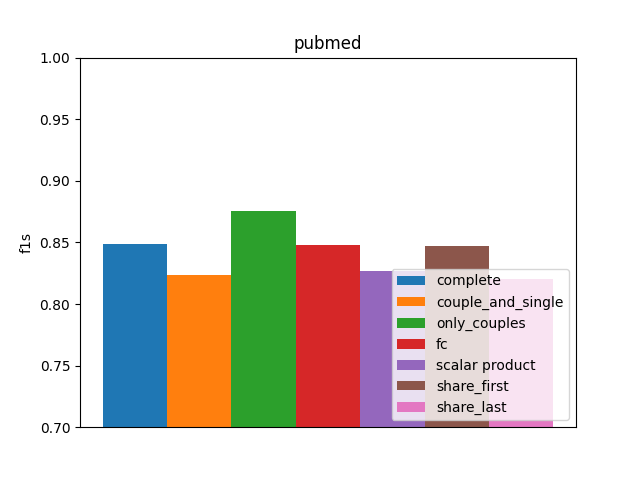 pubmed
1.00
0.95
0.90
0.85
0.80
0.75
0.70
f1s
complete
couple_and_single
only_couples
fc
scalar product
share_first
share_last